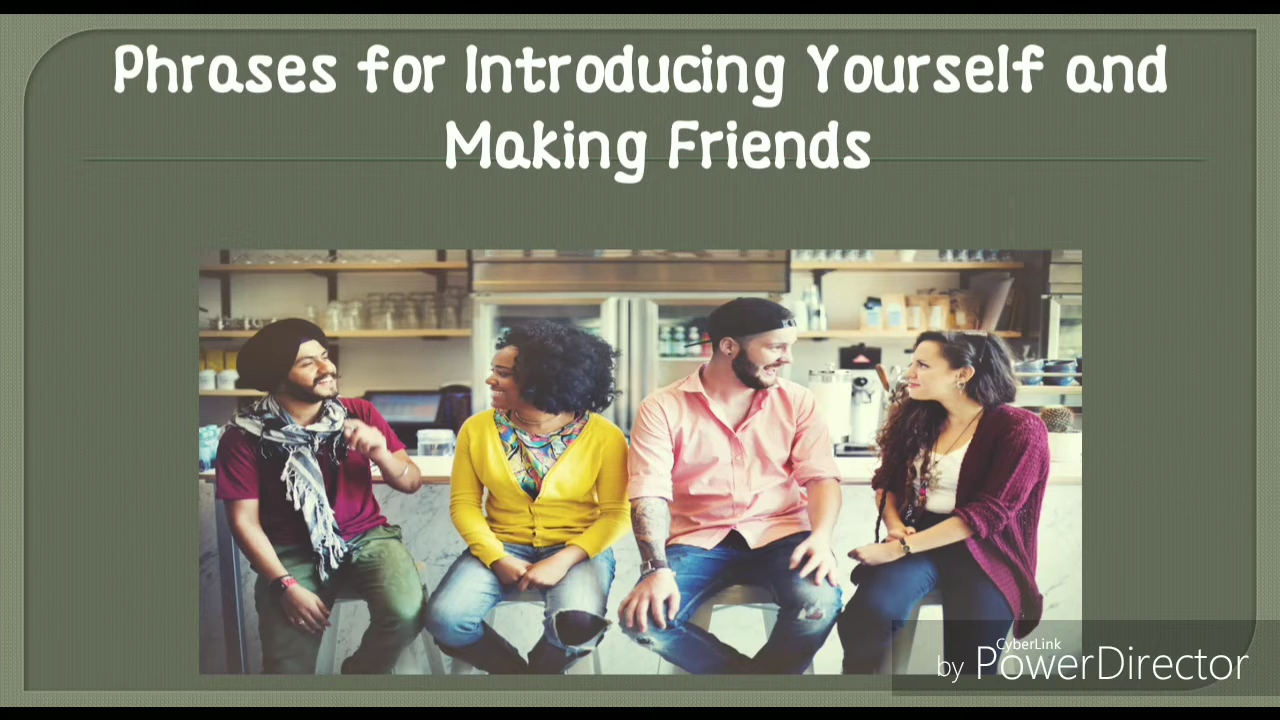 Phrases for Introducing Yourself and
Making Friends
CyberLink
by PowerDirector